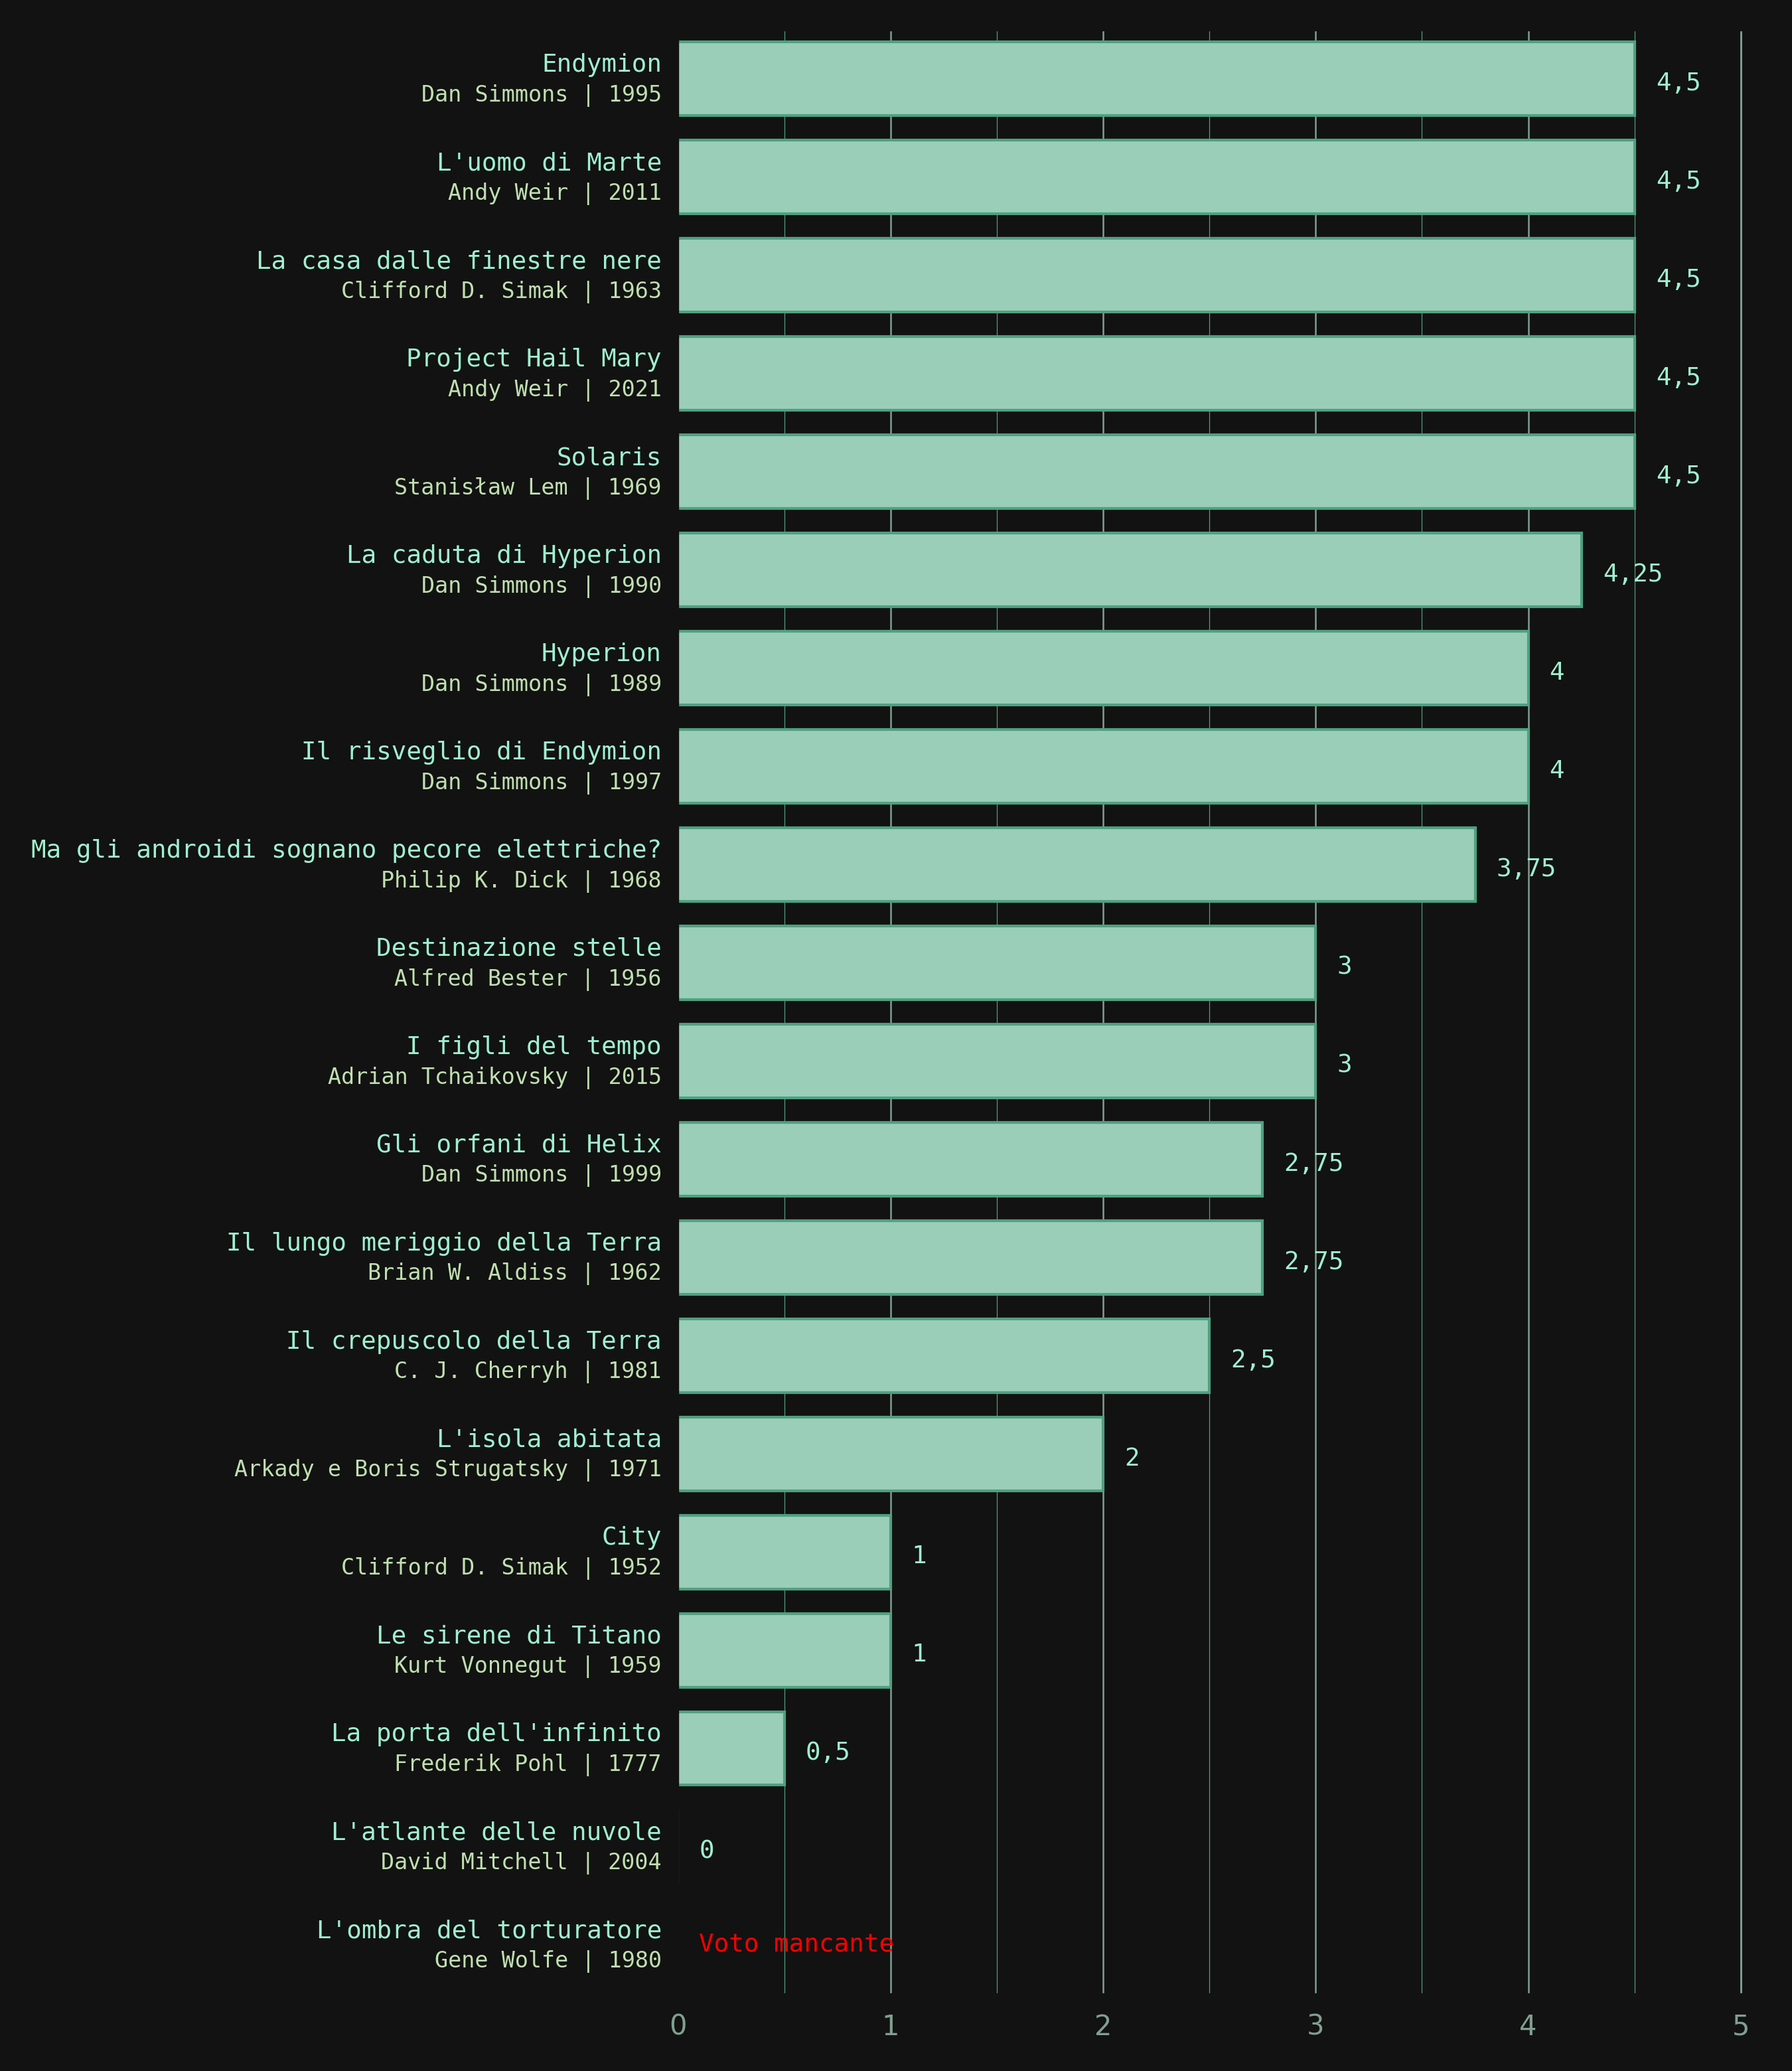 Endymion
Dan Simmons | 1995
4,5
L'uomo di Marte
Andy Weir | 2011
4,5
La casa dalle finestre nere
Clifford D. Simak | 1963
4,5
Project Hail Mary
Andy Weir | 2021
4,5
Solaris
Stanisław Lem | 1969
4,5
La caduta di Hyperion
Dan Simmons | 1990
4,25
Hyperion
Dan Simmons | 1989
4
Il risveglio di Endymion
Dan Simmons | 1997
4
Ma gli androidi sognano pecore elettriche?
Philip K. Dick | 1968
3,75
Destinazione stelle
Alfred Bester | 1956
3
I figli del tempo
Adrian Tchaikovsky | 2015
3
Gli orfani di Helix
Dan Simmons | 1999
2,75
Il lungo meriggio della Terra
Brian W. Aldiss | 1962
2,75
Il crepuscolo della Terra
C. J. Cherryh | 1981
2,5
L'isola abitata
Arkady e Boris Strugatsky | 1971
2
City
Clifford D. Simak | 1952
1
Le sirene di Titano
Kurt Vonnegut | 1959
1
La porta dell'infinito
Frederik Pohl | 1777
0,5
L'atlante delle nuvole
David Mitchell | 2004
0
L'ombra del torturatore
Gene Wolfe | 1980
Voto mancante
0 1 2 3 4 5